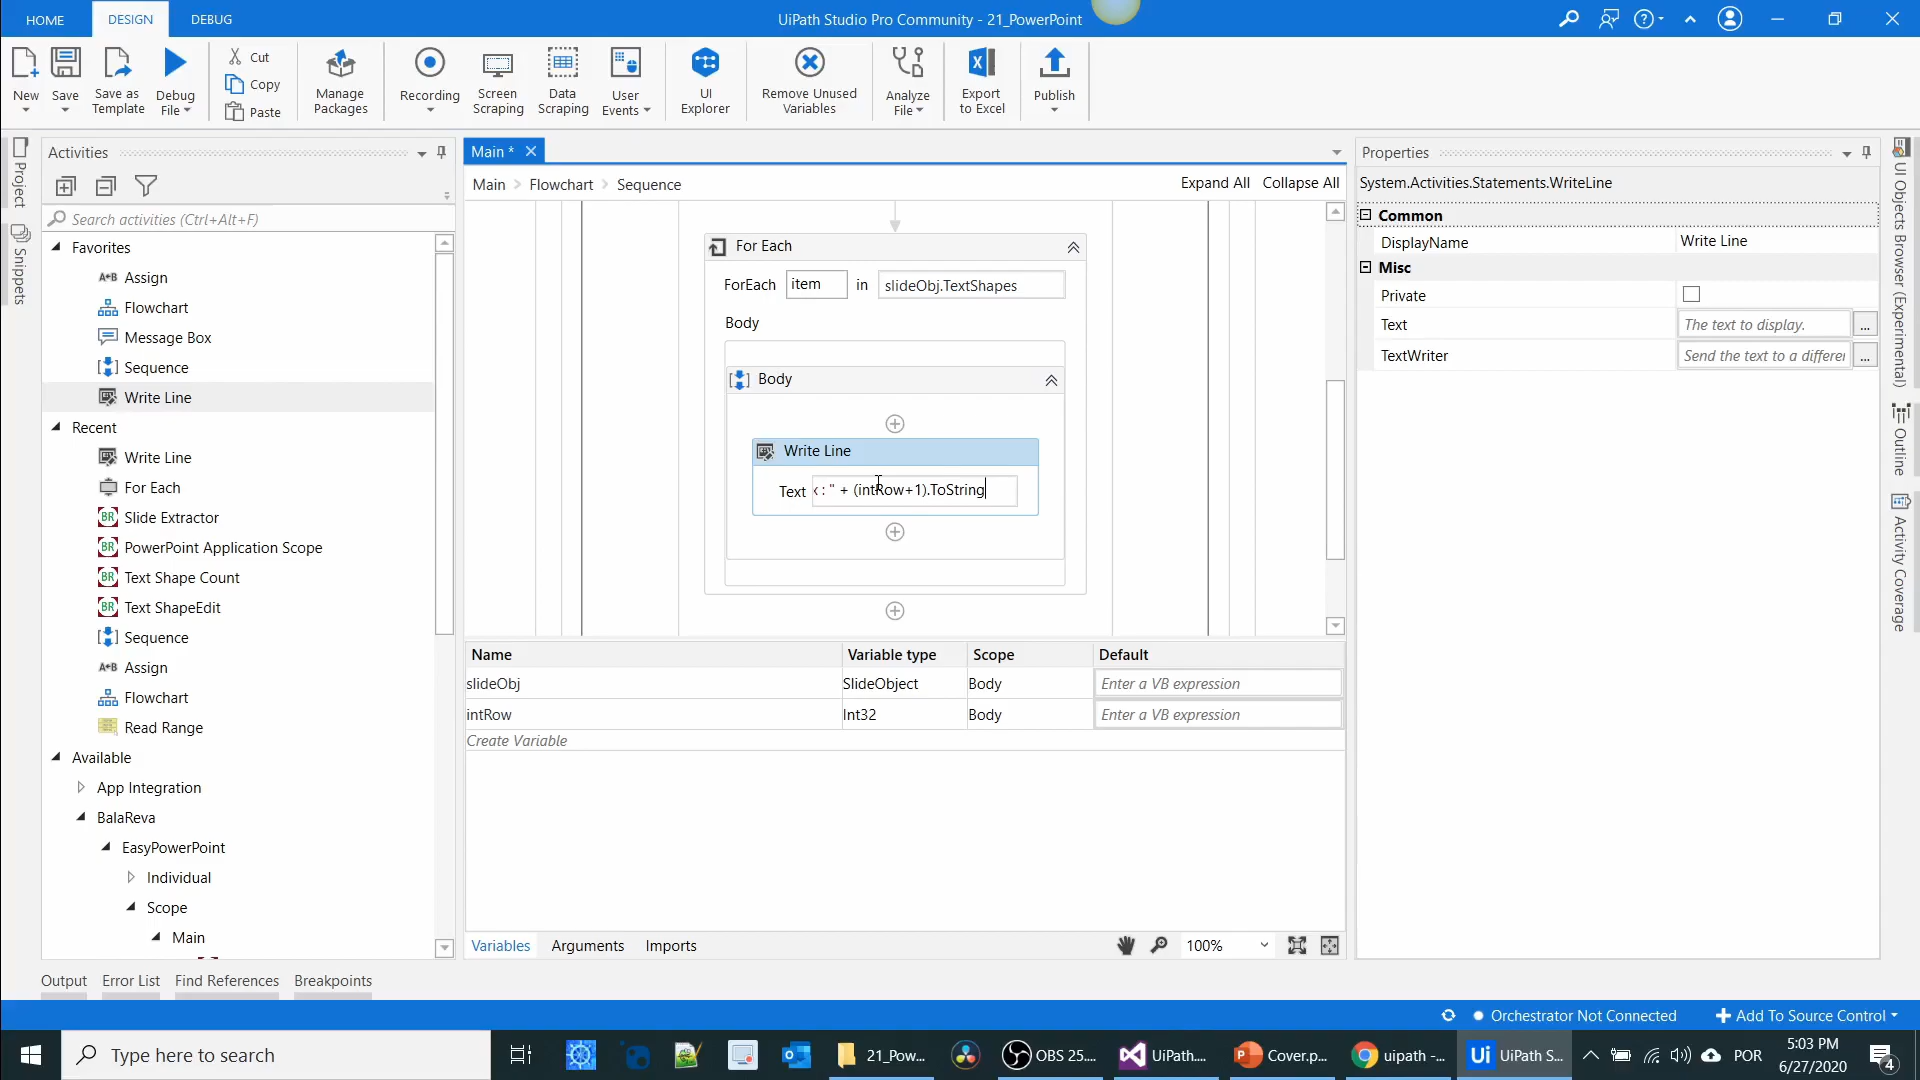 HOME
DESIGN
DEBUG
UiPath Studio Pro Community - 21_PowerPoint
New
Save
Save as Template
Debug File
Cut
Copy
Paste
Manage Packages
Recording
Screen Scraping
Data Scraping
User Events
UI Explorer
Remove Unused Variables
Analyze File
Export to Excel
Publish
Project
Snippets
Activities
Search activities (Ctrl+Alt+F)
Favorites
A+B Assign
Flowchart
Message Box
Sequence
Write Line
Recent
Write Line
For Each
Slide Extractor
BR PowerPoint Application Scope
BR Text Shape Count
BR Text ShapeEdit
Sequence
A+B Assign
Flowchart
Read Range
Available
App Integration
BalaReva
EasyPowerPoint
Individual
Scope
Main
Main *
Main > Flowchart > Sequence
Expand All
Collapse All
For Each
ForEach item in slideObj.TextShapes
Body
Body
Write Line
Text : " + (intRow+1).ToString
Name Variable type Scope Default
slideObj SlideObject Body Enter a VB expression
intRow Int32 Body Enter a VB expression
Create Variable
Variables Arguments Imports
100%
Properties
System.Activities.Statements.WriteLine
Common
DisplayName Write Line
Misc
Private
Text The text to display. ...
TextWriter Send the text to a differe ...
UI Objects Browser (Experimental)
Outline
Activity Coverage
Output Error List Find References Breakpoints
Orchestrator Not Connected
Add To Source Control
Type here to search
21_Pow...
OBS 25....
UiPath....
Cover.p...
uipath -...
Ui UiPath S...
POR
5:03 PM
6/27/2020
4